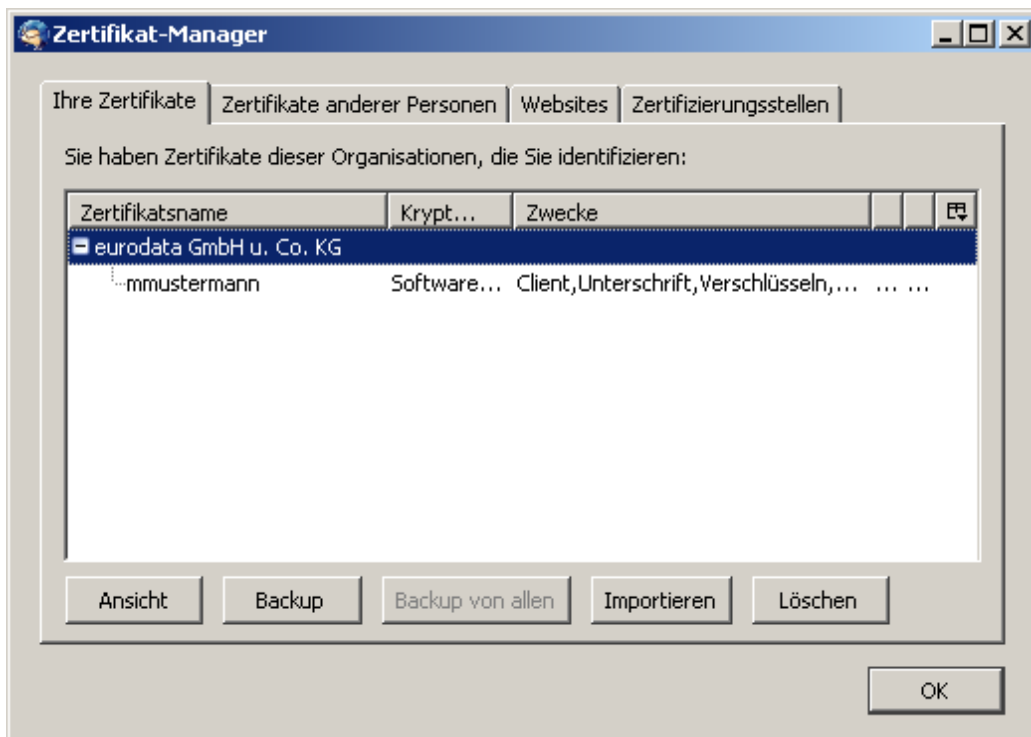 Zertifikat-Manager
Ihre Zertifikate Zertifikate anderer Personen Websites Zertifizierungsstellen
Sie haben Zertifikate dieser Organisationen, die Sie identifizieren:
Zertifikatsname Krypt... Zwecke
eurodata GmbH u. Co. KG
mmustermann Software... Client,Unterschrift,Verschlüsseln,... ... ...
Ansicht Backup Backup von allen Importieren Löschen
OK